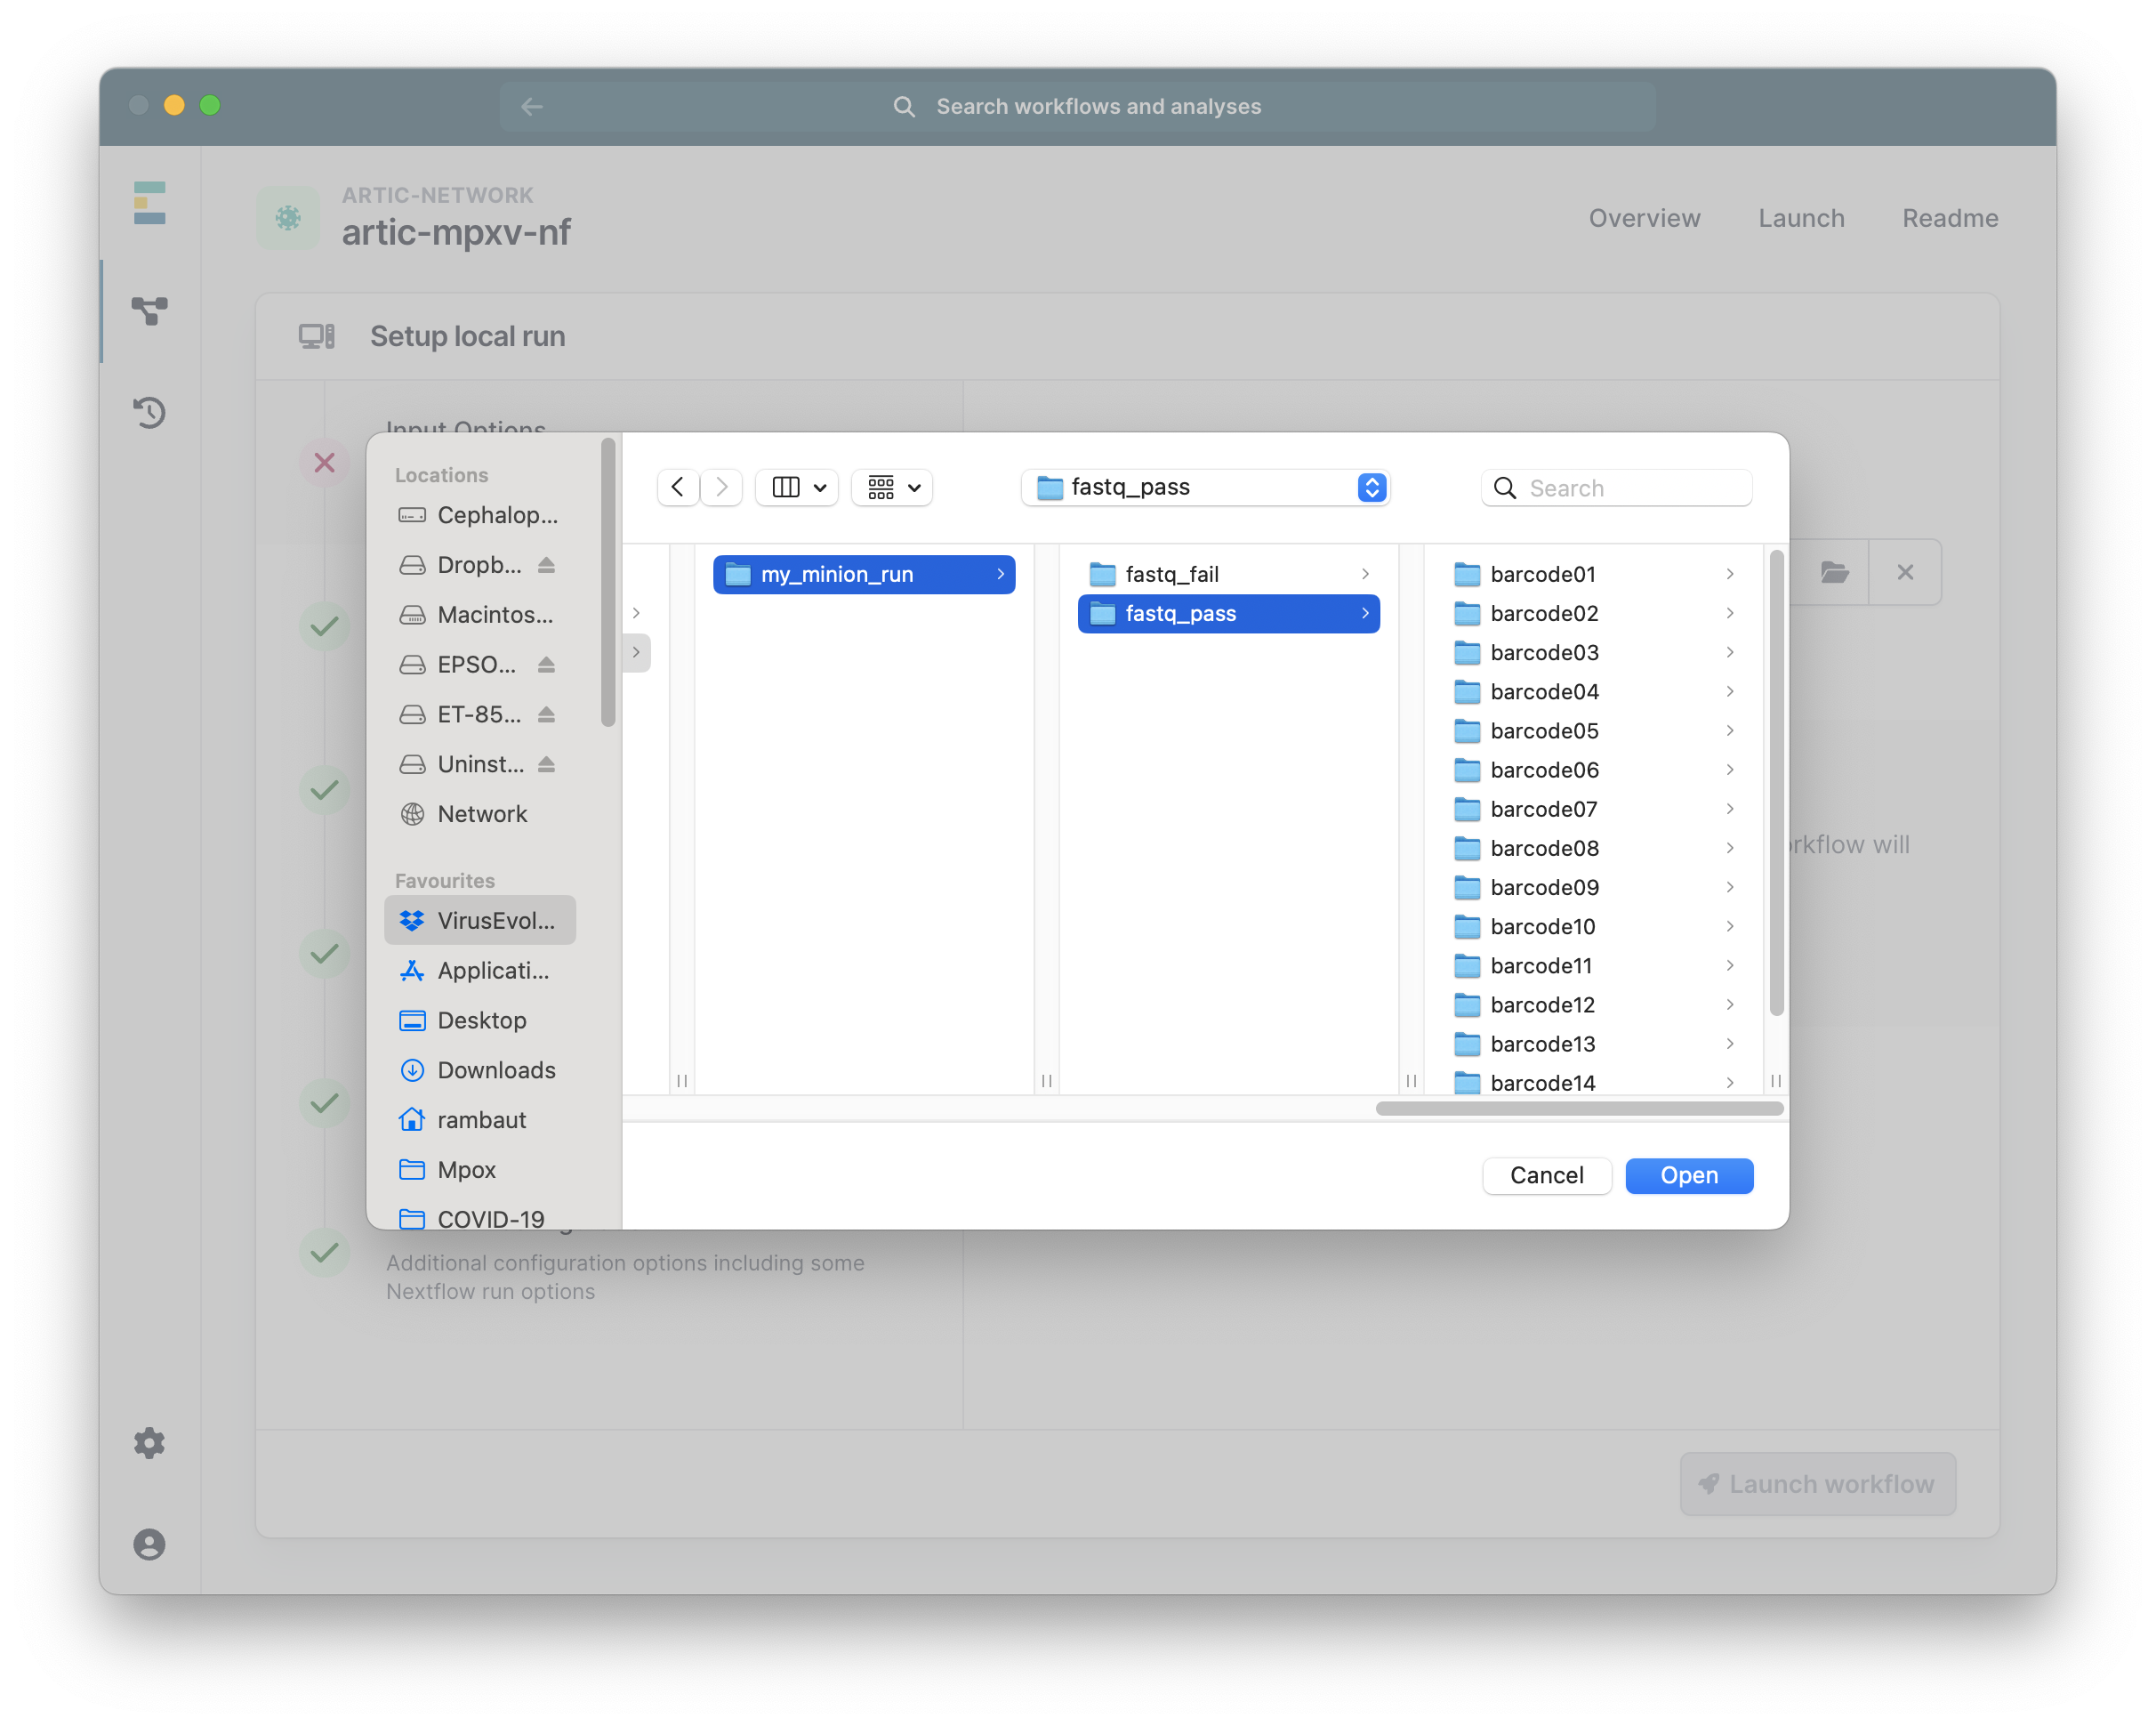 Search workflows and analyses
ARTIC-NETWORK
artic-mpxv-nf
Overview
Launch
Readme
Setup local run
Input Options
Locations
Cephalop...
Dropb...
Macintos...
EPSO...
ET-85...
Uninst...
Network
Favourites
VirusEvol...
Applicati...
Desktop
Downloads
rambaut
Mpox
COVID-19
fastq_pass
Search
my_minion_run
fastq_fail
fastq_pass
barcode01
barcode02
barcode03
barcode04
barcode05
barcode06
barcode07
barcode08
barcode09
barcode10
barcode11
barcode12
barcode13
barcode14
will
Cancel
Open
Additional configuration options including some
Nextflow run options
Launch workflow